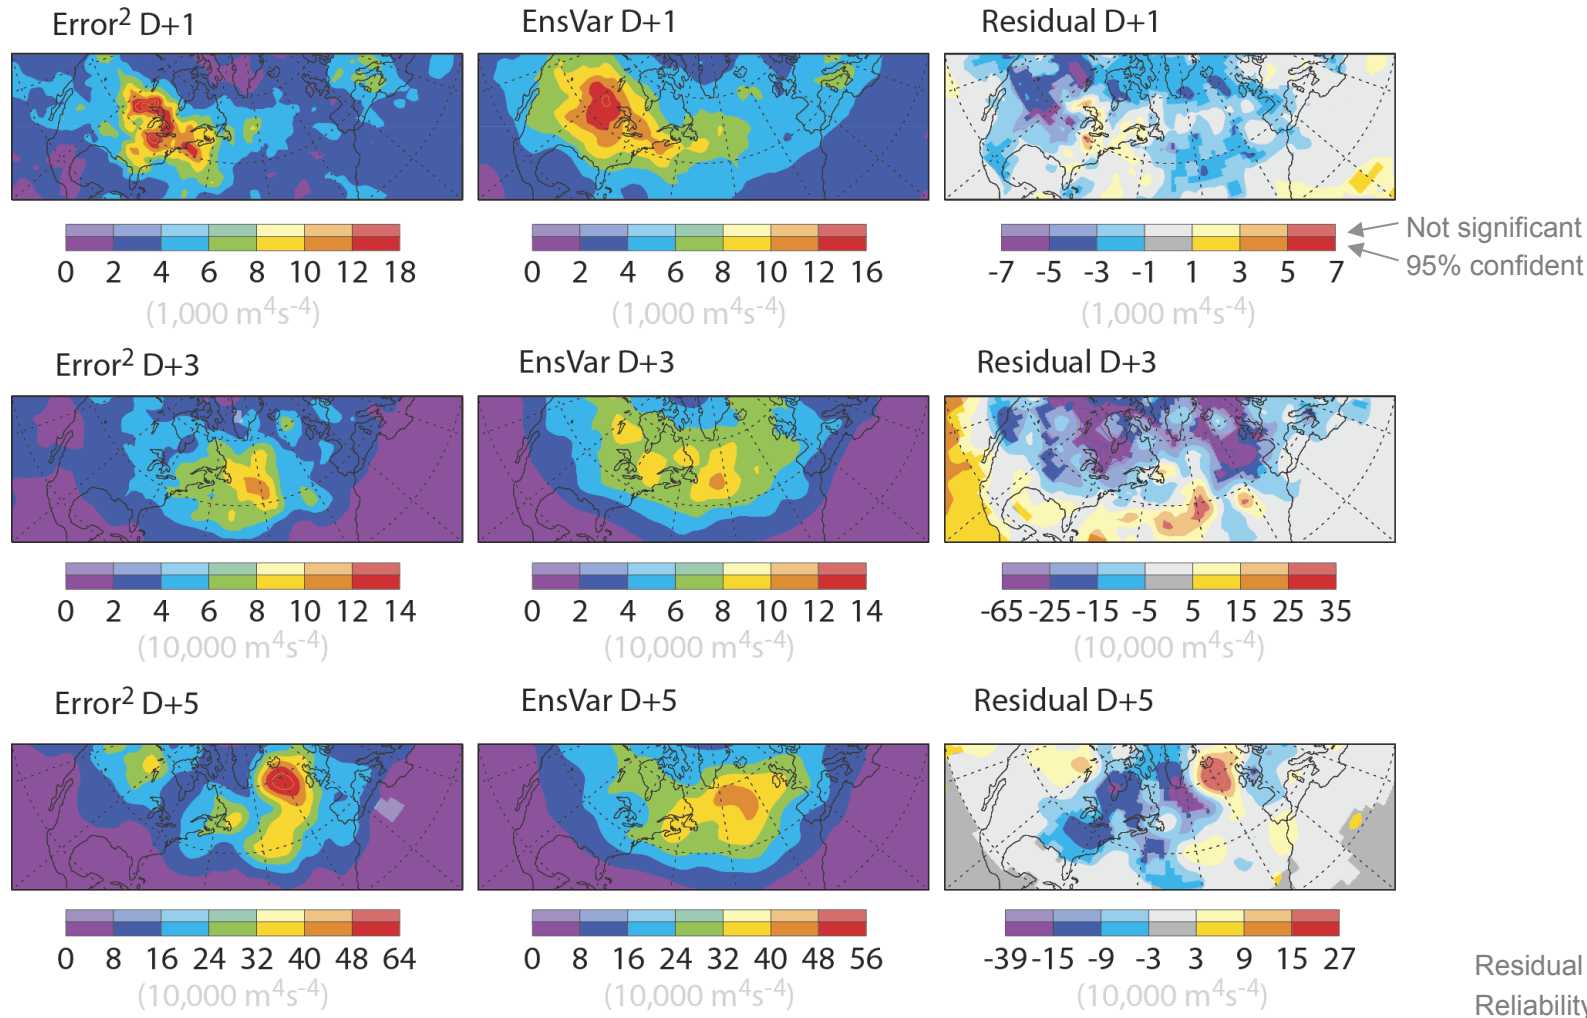 Error² D+1
EnsVar D+1
Residual D+1
0 2 4 6 8 10 12 18
0 2 4 6 8 10 12 16
-7 -5 -3 -1 1 3 5 7
Not significant
95% confident
(1,000 m⁴s⁻⁴)
(1,000 m⁴s⁻⁴)
(1,000 m⁴s⁻⁴)
Error² D+3
EnsVar D+3
Residual D+3
0 2 4 6 8 10 12 14
0 2 4 6 8 10 12 14
-65 -25 -15 -5 5 15 25 35
(10,000 m⁴s⁻⁴)
(10,000 m⁴s⁻⁴)
(10,000 m⁴s⁻⁴)
Error² D+5
EnsVar D+5
Residual D+5
0 8 16 24 32 40 48 64
0 8 16 24 32 40 48 56
-39 -15 -9 -3 3 9 15 27
(10,000 m⁴s⁻⁴)
(10,000 m⁴s⁻⁴)
(10,000 m⁴s⁻⁴)
Residual
Reliability